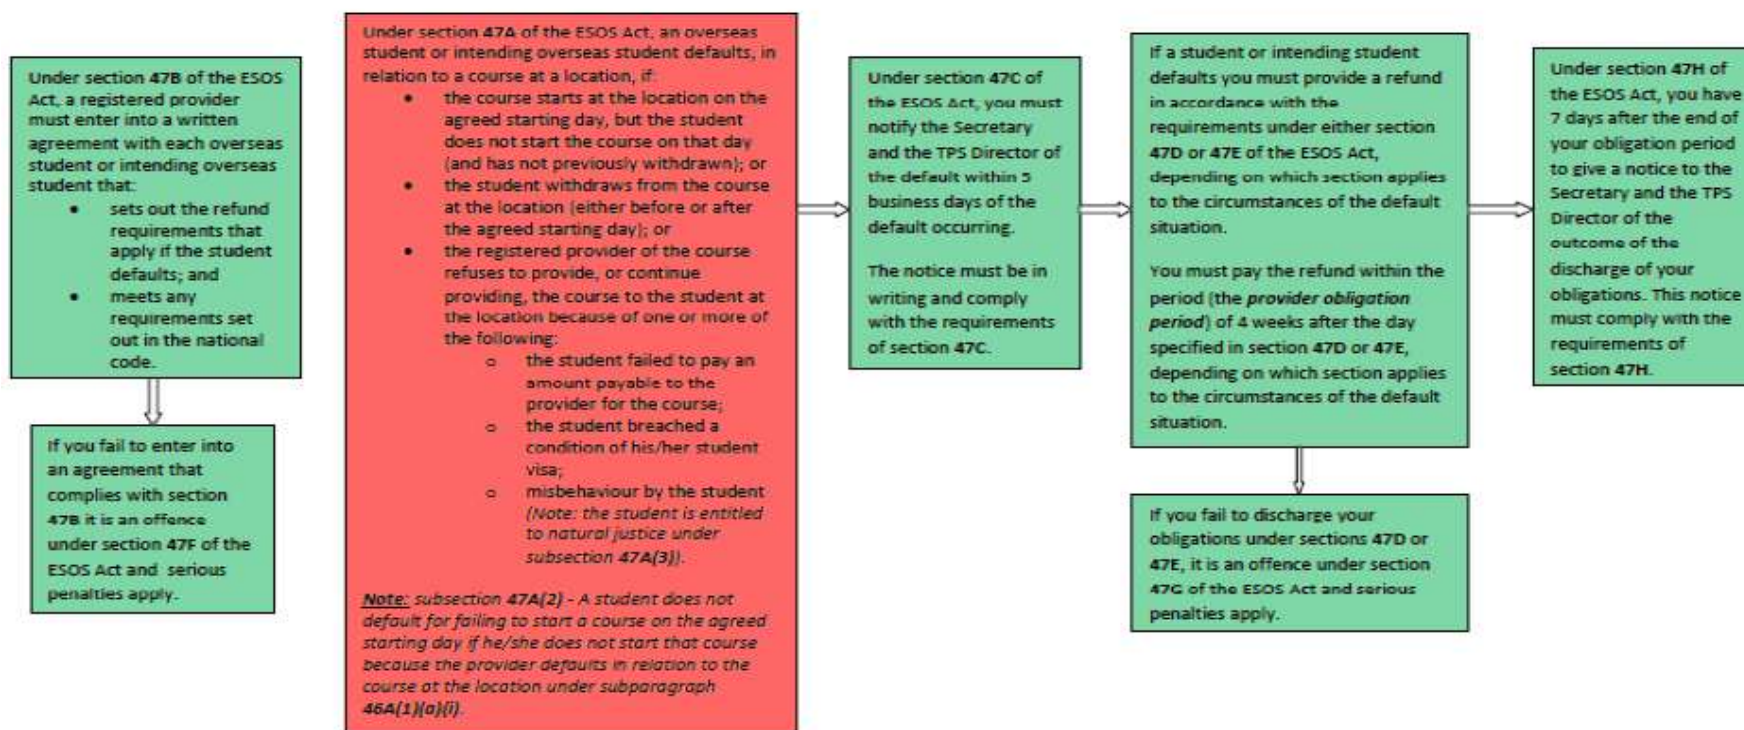 Under section 47B of the ESOS
Act, a registered provider
must enter into a written
agreement with each overseas
student or intending overseas
student that:
• sets out the refund
requirements that
apply if the student
defaults; and
• meets any
requirements set
out in the national
code.
If you fail to enter into
an agreement that
complies with section
47B it is an offence
under section 47F of the
ESOS Act and serious
penalties apply.
Under section 47A of the ESOS Act, an overseas
student or intending overseas student defaults, in
relation to a course at a location, if:
• the course starts at the location on the
agreed starting day, but the student
does not start the course on that day
(and has not previously withdrawn); or
• the student withdraws from the course
at the location (either before or after
the agreed starting day); or
• the registered provider of the course
refuses to provide, or continue
providing, the course to the student at
the location because of one or more of
the following:
o the student failed to pay an
amount payable to the
provider for the course;
o the student breached a
condition of his/her student
visa;
o misbehaviour by the student
(Note: the student is entitled
to natural justice under
subsection 47A(3)).
Note: subsection 47A(2) - A student does not
default for failing to start a course on the agreed
starting day if he/she does not start that course
because the provider defaults in relation to the
course at the location under subparagraph
46A(1)(a)(i).
Under section 47C of
the ESOS Act, you must
notify the Secretary
and the TPS Director of
the default within 5
business days of the
default occurring.
The notice must be in
writing and comply
with the requirements
of section 47C.
If a student or intending student
defaults you must provide a refund
in accordance with the
requirements under either section
47D or 47E of the ESOS Act,
depending on which section applies
to the circumstances of the default
situation.
You must pay the refund within the
period (the provider obligation
period) of 4 weeks after the day
specified in section 47D or 47E,
depending on which section applies
to the circumstances of the default
situation.
If you fail to discharge your
obligations under sections 47D or
47E, it is an offence under section
47G of the ESOS Act and serious
penalties apply.
Under section 47H of
the ESOS Act, you have
7 days after the end of
your obligation period
to give a notice to the
Secretary and the TPS
Director of the
outcome of the
discharge of your
obligations. This notice
must comply with the
requirements of
section 47H.